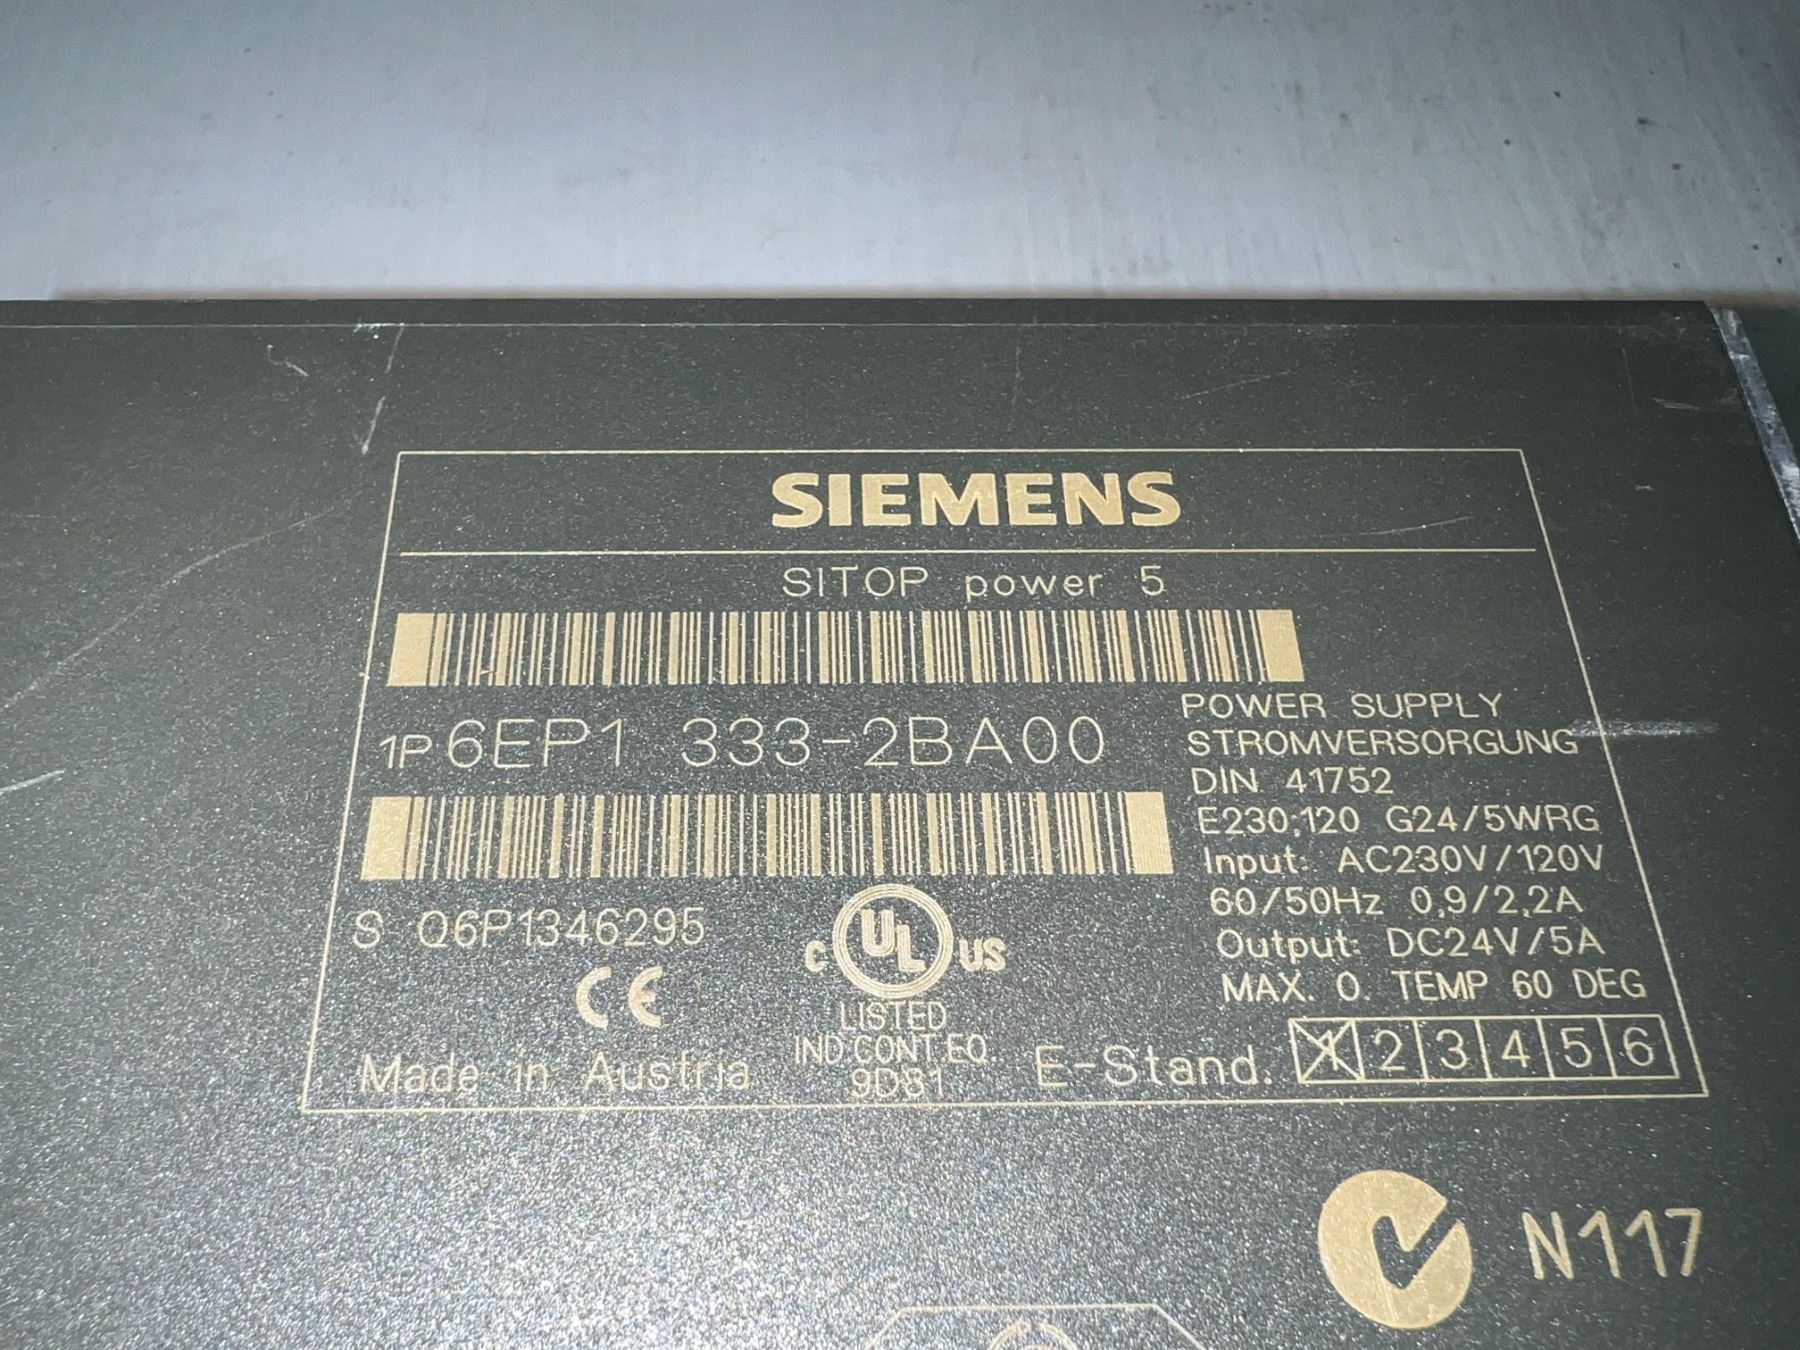 SIEMENS
SITOP power 5
1P 6EP1 333-2BA00
S Q6P1346295
CE
Made in Austria
C UL US
LISTED
IND.CONT.EQ.
9D81
POWER SUPPLY
STROMVERSORGUNG
DIN 41752
E230;120 G24/5WRG
Input: AC230V/120V
60/50Hz 0,9/2,2A
Output: DC24V/5A
MAX. O. TEMP 60 DEG
E-Stand. 1 2 3 4 5 6
N117